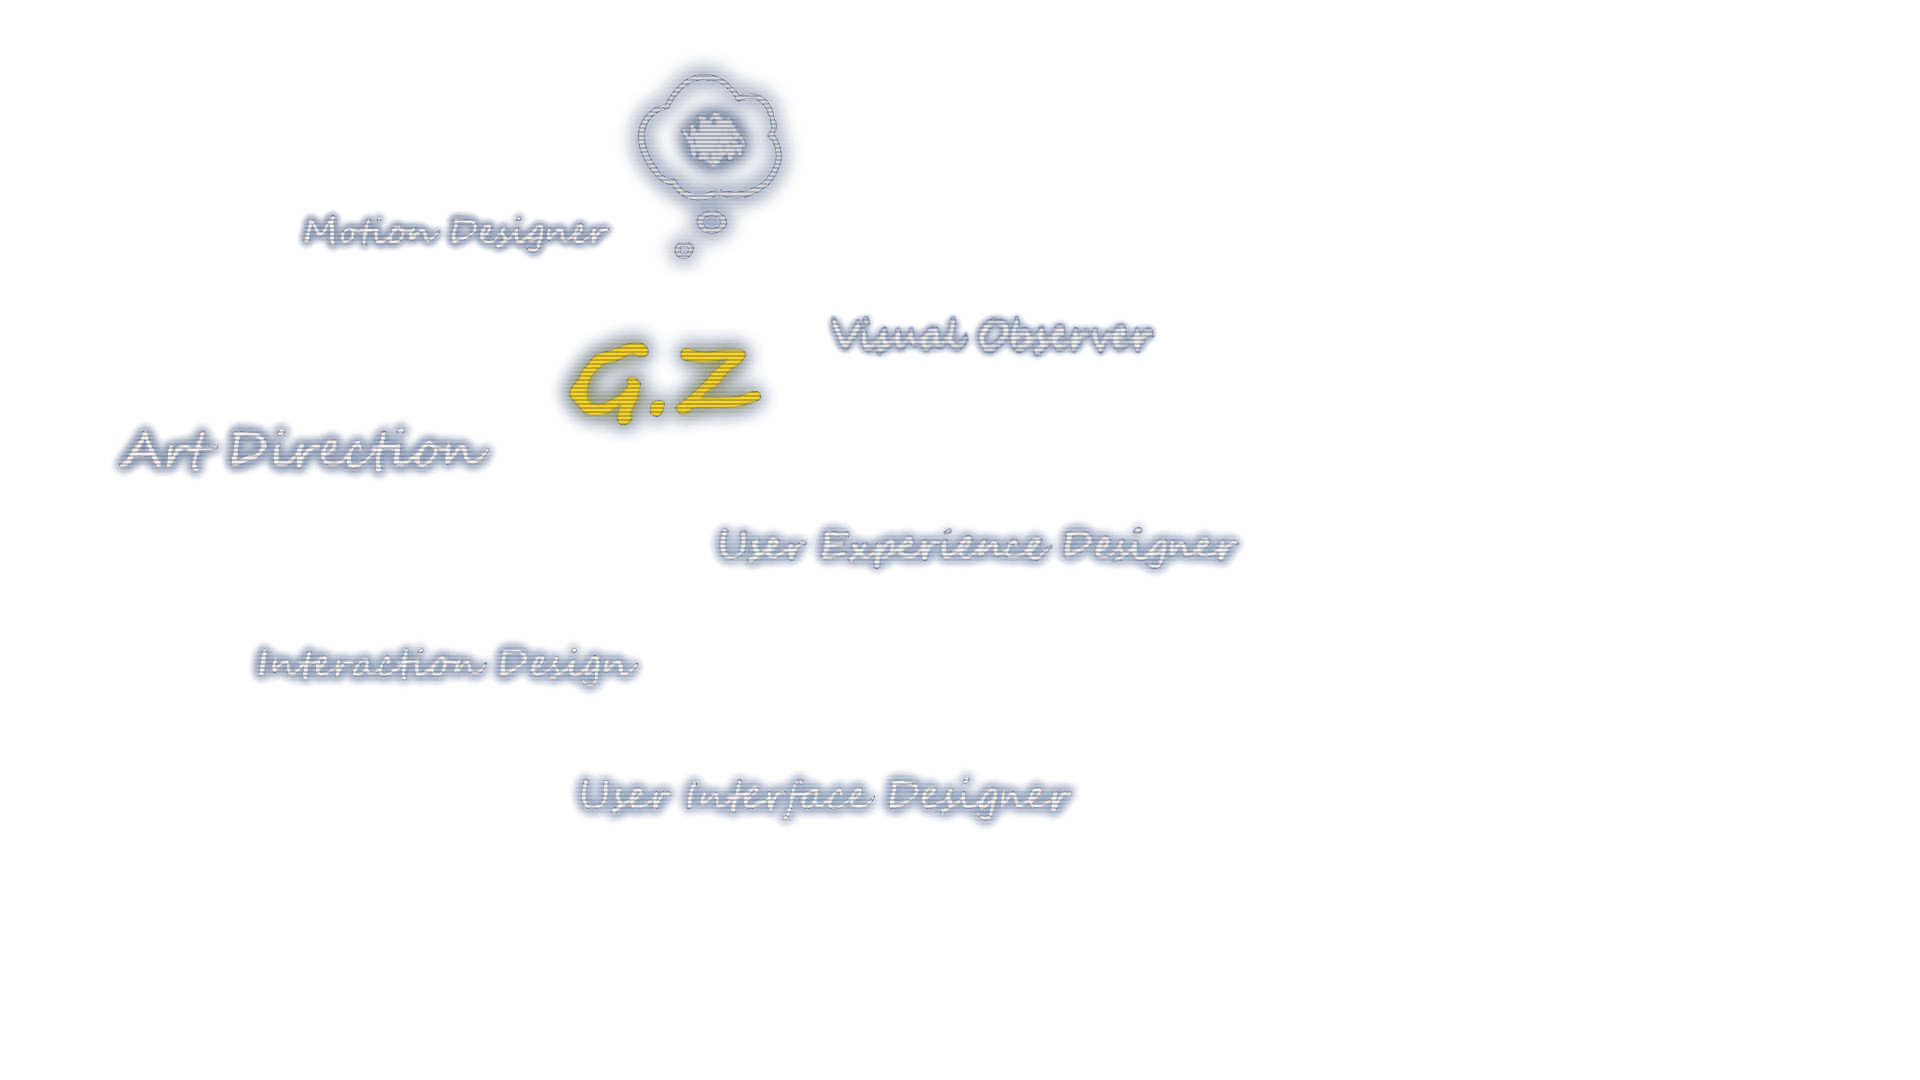 Motion Designer
Visual Observer
G.Z
Art Direction
User Experience Designer
Interaction Design
User Interface Designer